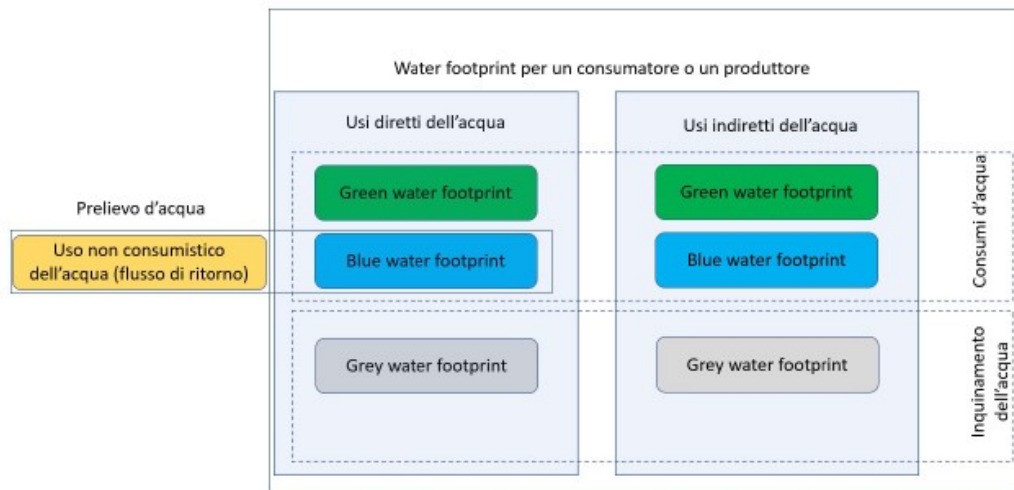 Water footprint per un consumatore o un produttore
Usi diretti dell'acqua
Usi indiretti dell'acqua
Green water footprint
Green water footprint
Prelievo d'acqua
Uso non consumistico
dell'acqua (flusso di ritorno)
Blue water footprint
Blue water footprint
Consumi d'acqua
Grey water footprint
Grey water footprint
Inquinamento
dell'acqua